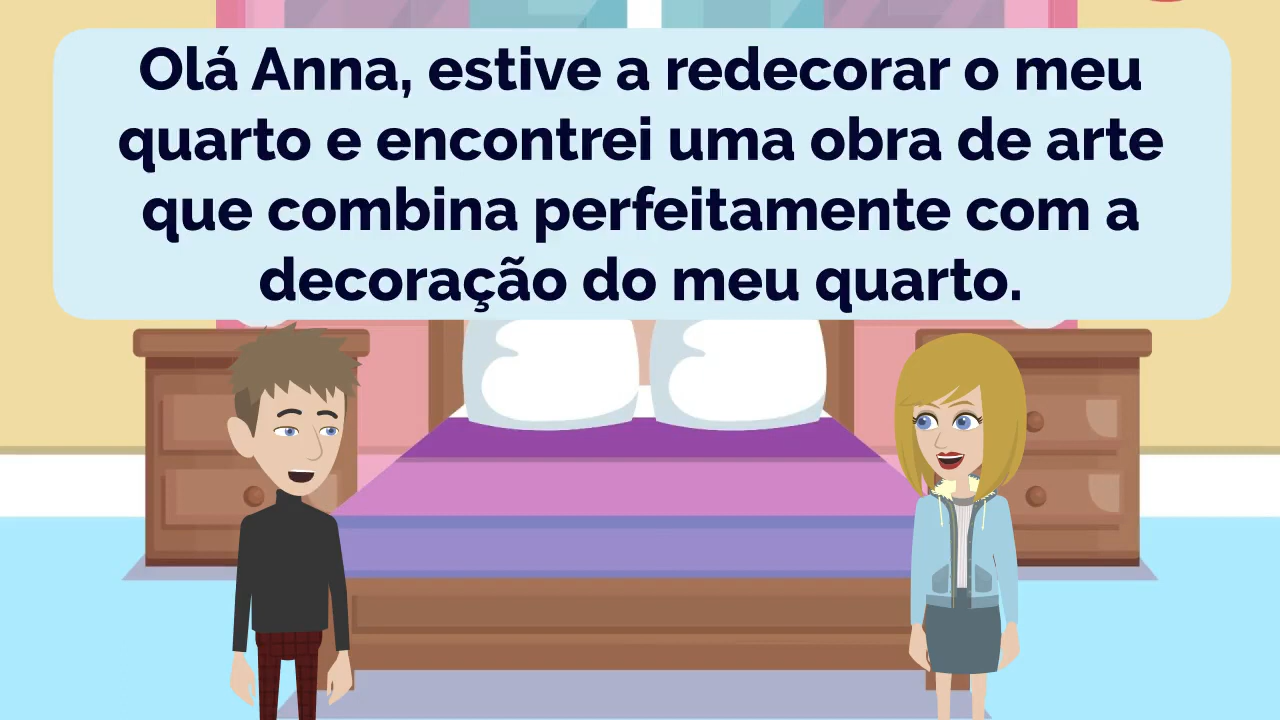 Olá Anna, estive a redecorar o meu
quarto e encontrei uma obra de arte
que combina perfeitamente com a
decoração do meu quarto.